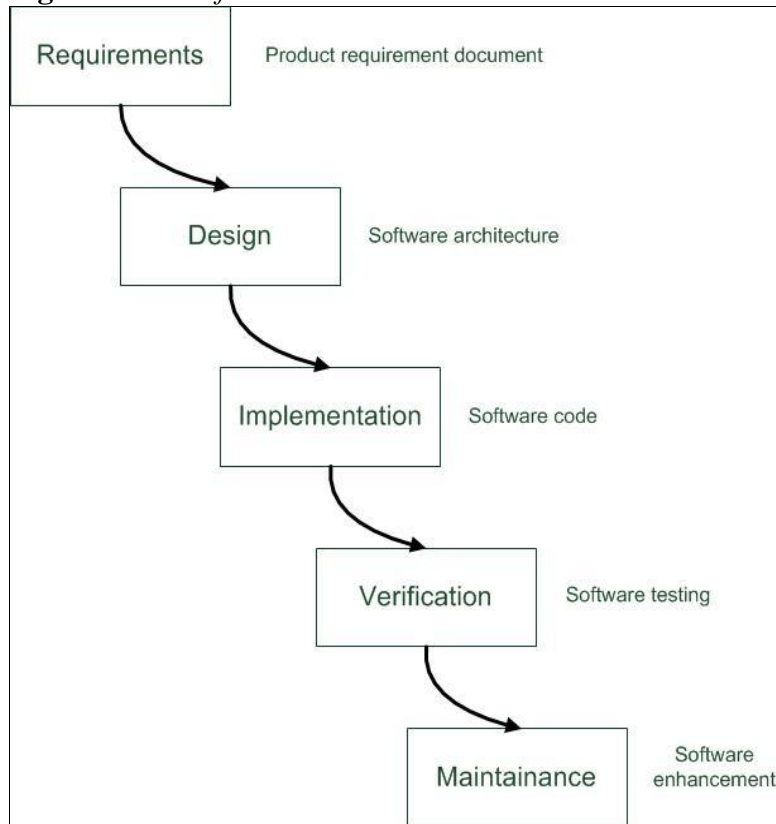 Requirements
Product requirement document
Design
Software architecture
Implementation
Software code
Verification
Software testing
Maintainance
Software
enhancement